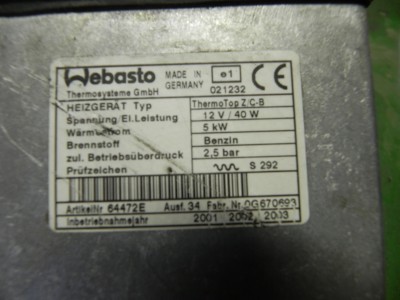 Webasto
Thermosysteme GmbH
MADE IN
GERMANY
e1
021232
CE
HEIZGERÄT Typ ThermoTop Z/C-B
Spannung/El.Leistung 12 V / 40 W
Wärmestrom 5 kW
Brennstoff Benzin
zul. Betriebsüberdruck 2,5 bar
Prüfzeichen S 292
ArtikelNr 64472E Ausf. 34 Fabr. Nr. 0G670693
Inbetriebnahmejahr 2001 2002 2003